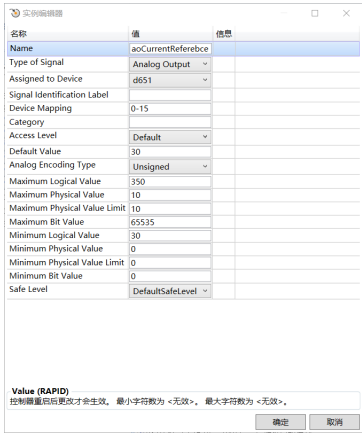 实例编辑器
名称 值 信息
Name aoCurrentReferebce
Type of Signal Analog Output
Assigned to Device d651
Signal Identification Label
Device Mapping 0-15
Category
Access Level Default
Default Value 30
Analog Encoding Type Unsigned
Maximum Logical Value 350
Maximum Physical Value 10
Maximum Physical Value Limit 10
Maximum Bit Value 65535
Minimum Logical Value 30
Minimum Physical Value 0
Minimum Physical Value Limit 0
Minimum Bit Value 0
Safe Level DefaultSafeLevel
Value (RAPID)
控制器重启后更改才会生效。 最小字符数为 <无效>。 最大字符数为 <无效>。
确定 取消